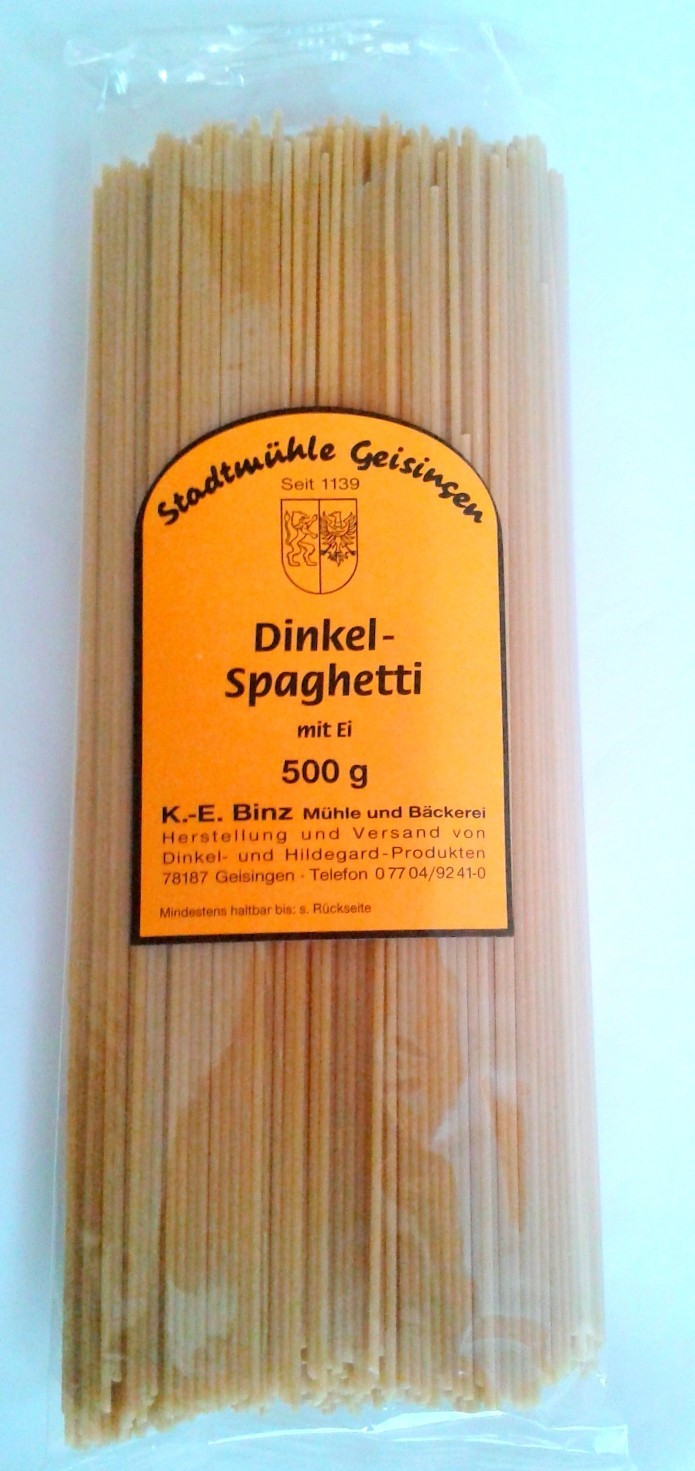 Stadtmühle Geisingen
Seit 1139
Dinkel-
Spaghetti
mit Ei
500 g
K.-E. Binz Mühle und Bäckerei
Herstellung und Versand von
Dinkel- und Hildegard-Produkten
78187 Geisingen · Telefon 0 77 04/92 41-0
Mindestens haltbar bis: s. Rückseite